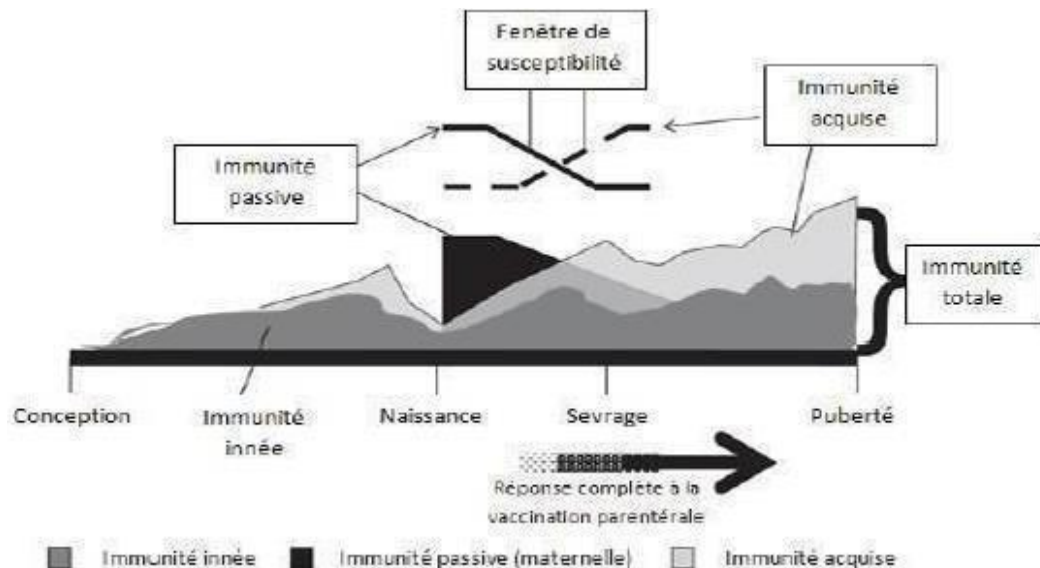 Fenêtre de
susceptibilité
Immunité
acquise
Immunité
passive
Immunité
totale
Conception
Immunité
innée
Naissance
Sevrage
Puberté
Réponse complète à la
vaccination parentérale
Immunité innée
Immunité passive (maternelle)
Immunité acquise